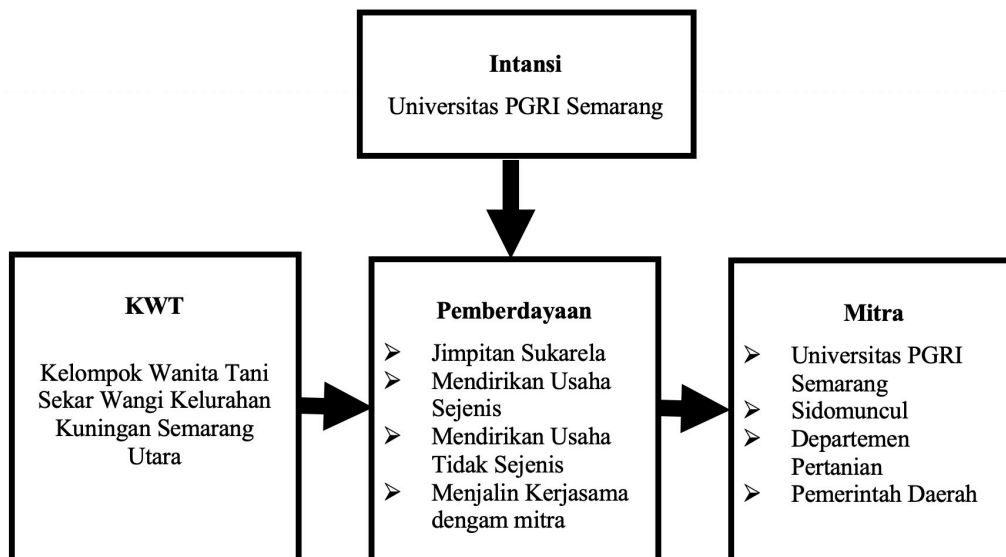 Intansi
Universitas PGRI Semarang
KWT
Kelompok Wanita Tani
Sekar Wangi Kelurahan
Kuningan Semarang
Utara
Pemberdayaan
➢ Jimpitan Sukarela
➢ Mendirikan Usaha
Sejenis
➢ Mendirikan Usaha
Tidak Sejenis
➢ Menjalin Kerjasama
dengam mitra
Mitra
➢ Universitas PGRI
Semarang
➢ Sidomuncul
➢ Departemen
Pertanian
➢ Pemerintah Daerah